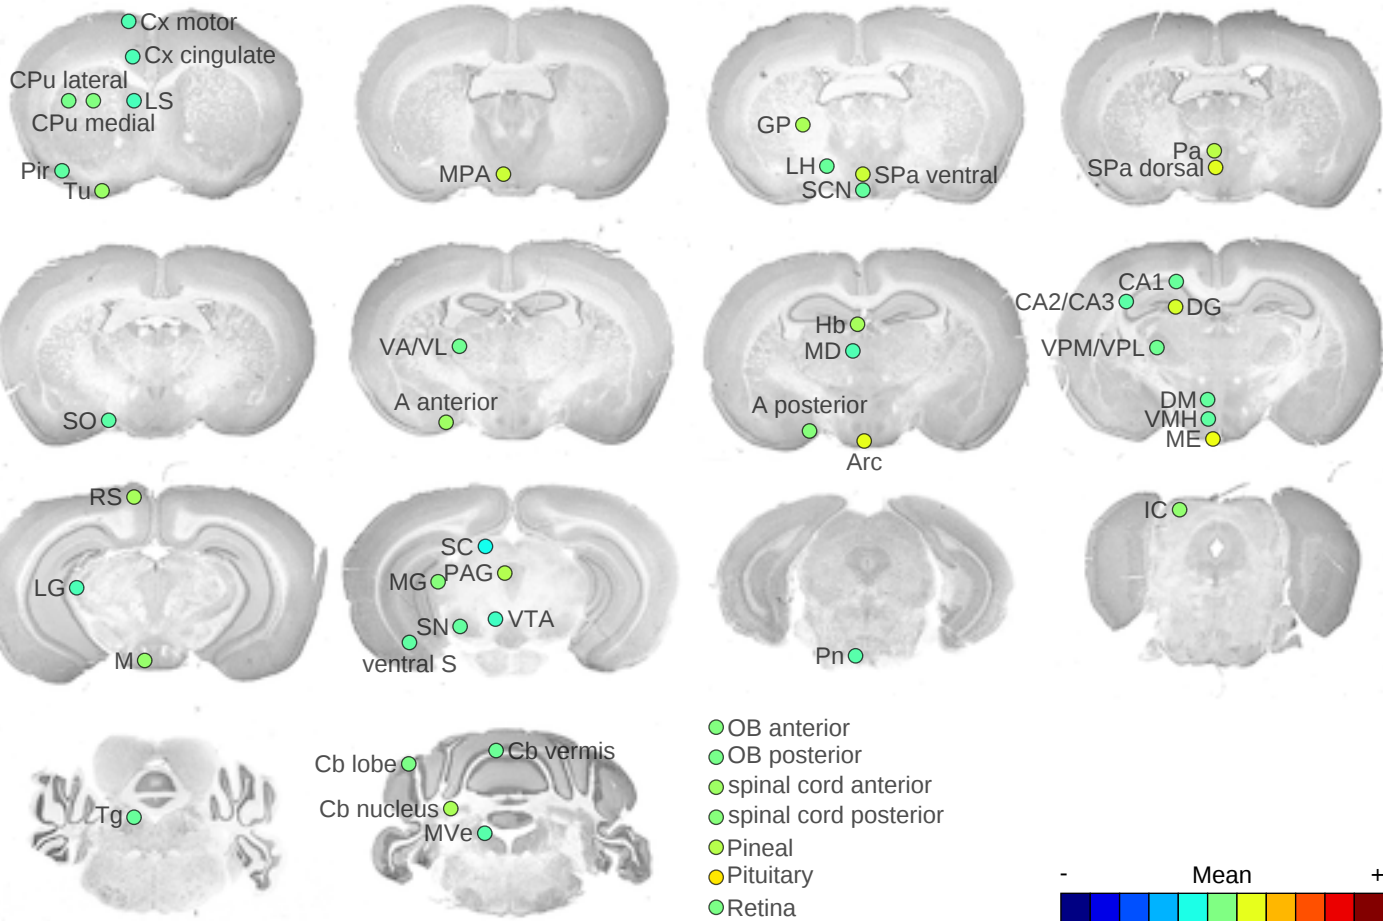 Cx motor
Cx cingulate
CPu lateral
LS
CPu medial
Pir
Tu
MPA
GP
LH
SPa ventral
SCN
Pa
SPa dorsal
SO
VA/VL
A anterior
Hb
MD
A posterior
Arc
CA1
CA2/CA3
DG
VPM/VPL
DM
VMH
ME
RS
LG
M
SC
PAG
MG
VTA
SN
ventral S
Pn
IC
Tg
Cb vermis
Cb lobe
Cb nucleus
MVe
OB anterior
OB posterior
spinal cord anterior
spinal cord posterior
Pineal
Pituitary
Retina
- Mean +